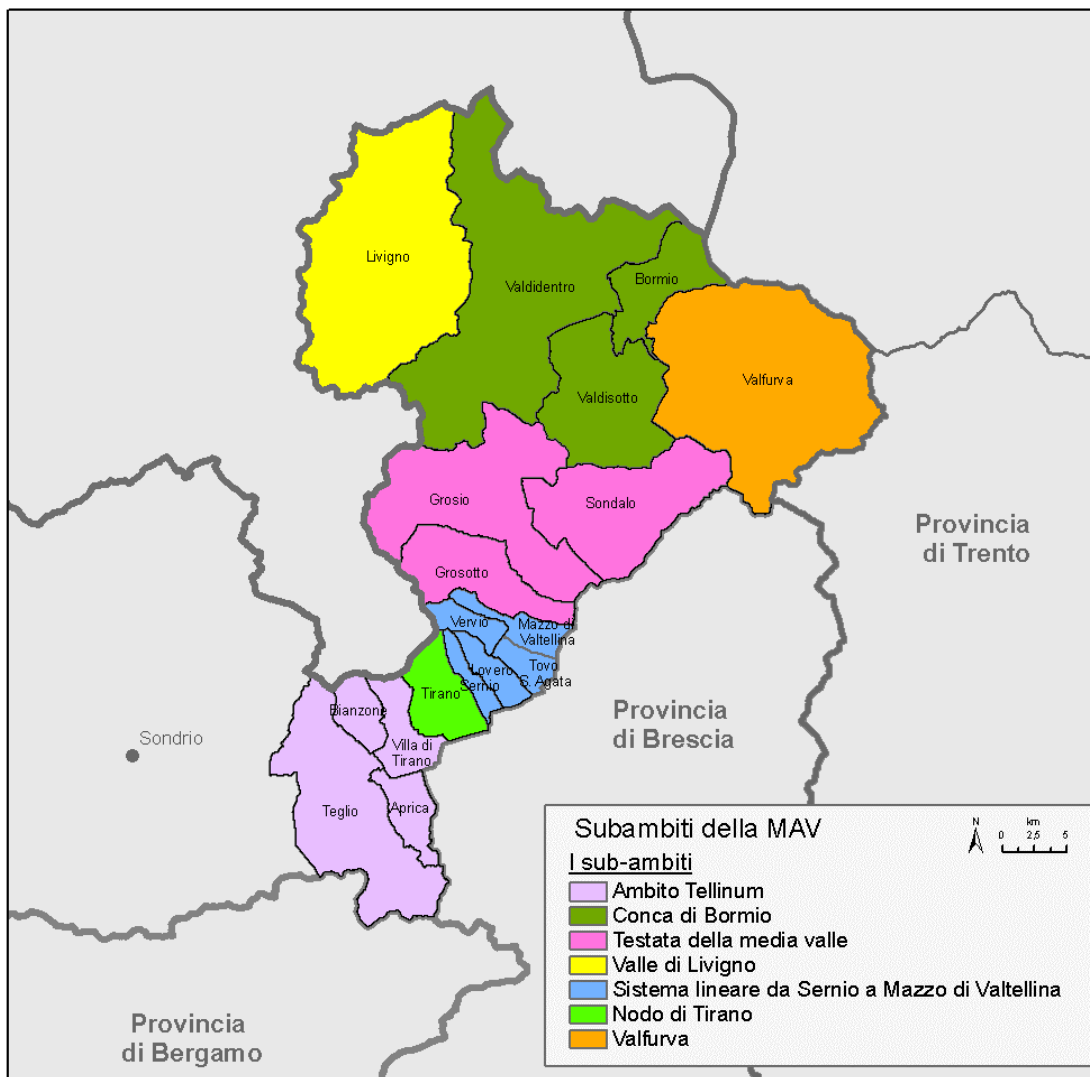 Livigno
Valdidentro
Bormio
Valfurva
Valdisotto
Grosio
Sondalo
Grosotto
Vervio
Mazzo di
Valtellina
Lovero
Tovo
S. Agata
Sernio
Tirano
Bianzone
Villa di
Tirano
Teglio
Aprica
Sondrio
Provincia
di Trento
Provincia
di Brescia
Provincia
di Bergamo
Subambiti della MAV
N
km
0 2,5 5
I sub-ambiti
Ambito Tellinum
Conca di Bormio
Testata della media valle
Valle di Livigno
Sistema lineare da Sernio a Mazzo di Valtellina
Nodo di Tirano
Valfurva